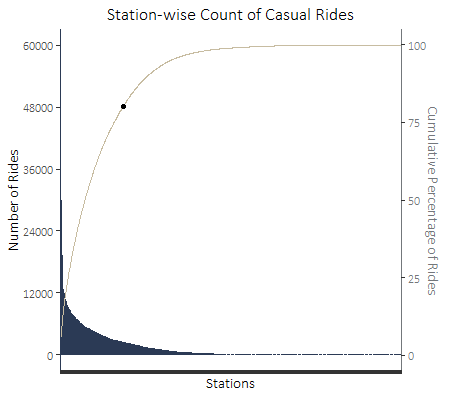 Station-wise Count of Casual Rides
60000
48000
36000
24000
12000
0
Number of Rides
100
75
50
25
0
Cumulative Percentage of Rides
Stations